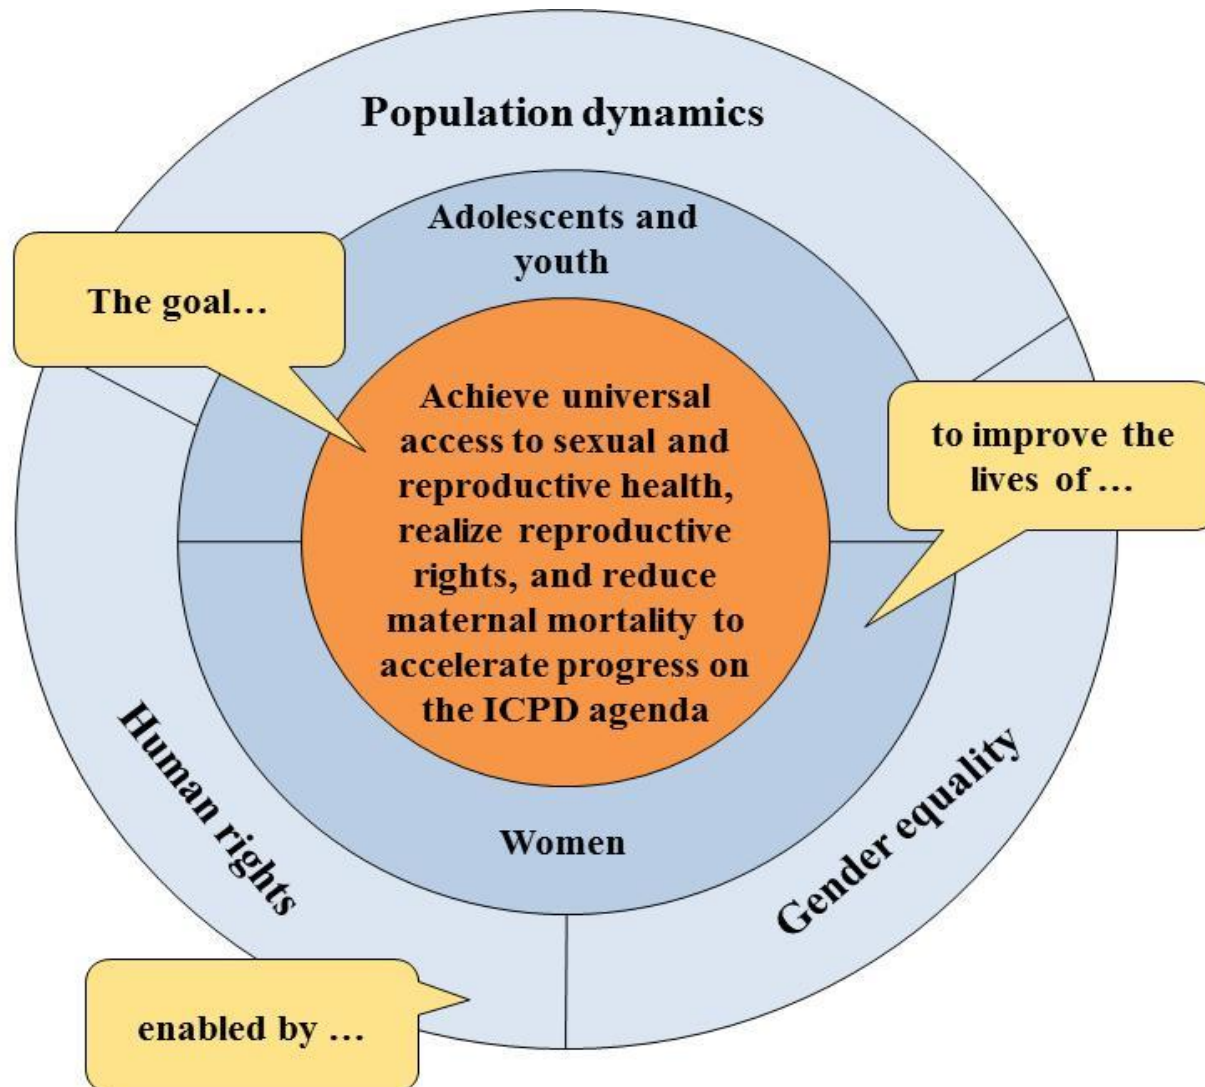 Population dynamics
Adolescents and
youth
The goal…
Achieve universal
access to sexual and
reproductive health,
realize reproductive
rights, and reduce
maternal mortality to
accelerate progress on
the ICPD agenda
to improve the
lives of …
Women
Human rights
Gender equality
enabled by …